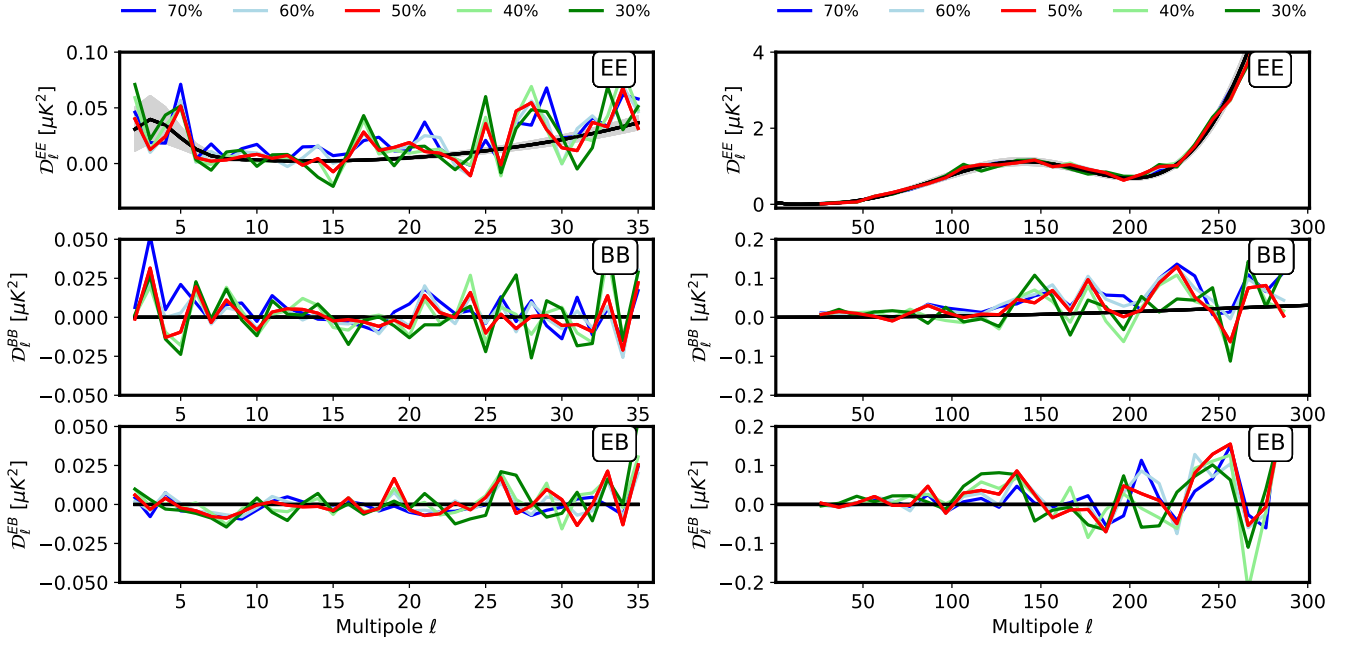 70% 60% 50% 40% 30%
70% 60% 50% 40% 30%
EE
0.10
0.05
0.00
𝒟ℓ^EE [μK²]
5 10 15 20 25 30 35
EE
4
2
0
𝒟ℓ^EE [μK²]
50 100 150 200 250 300
BB
0.050
0.025
0.000
−0.025
−0.050
𝒟ℓ^BB [μK²]
5 10 15 20 25 30 35
BB
0.2
0.1
0.0
−0.1
−0.2
𝒟ℓ^BB [μK²]
50 100 150 200 250 300
EB
0.050
0.025
0.000
−0.025
−0.050
𝒟ℓ^EB [μK²]
5 10 15 20 25 30 35
Multipole ℓ
EB
0.2
0.1
0.0
−0.1
−0.2
𝒟ℓ^EB [μK²]
50 100 150 200 250 300
Multipole ℓ